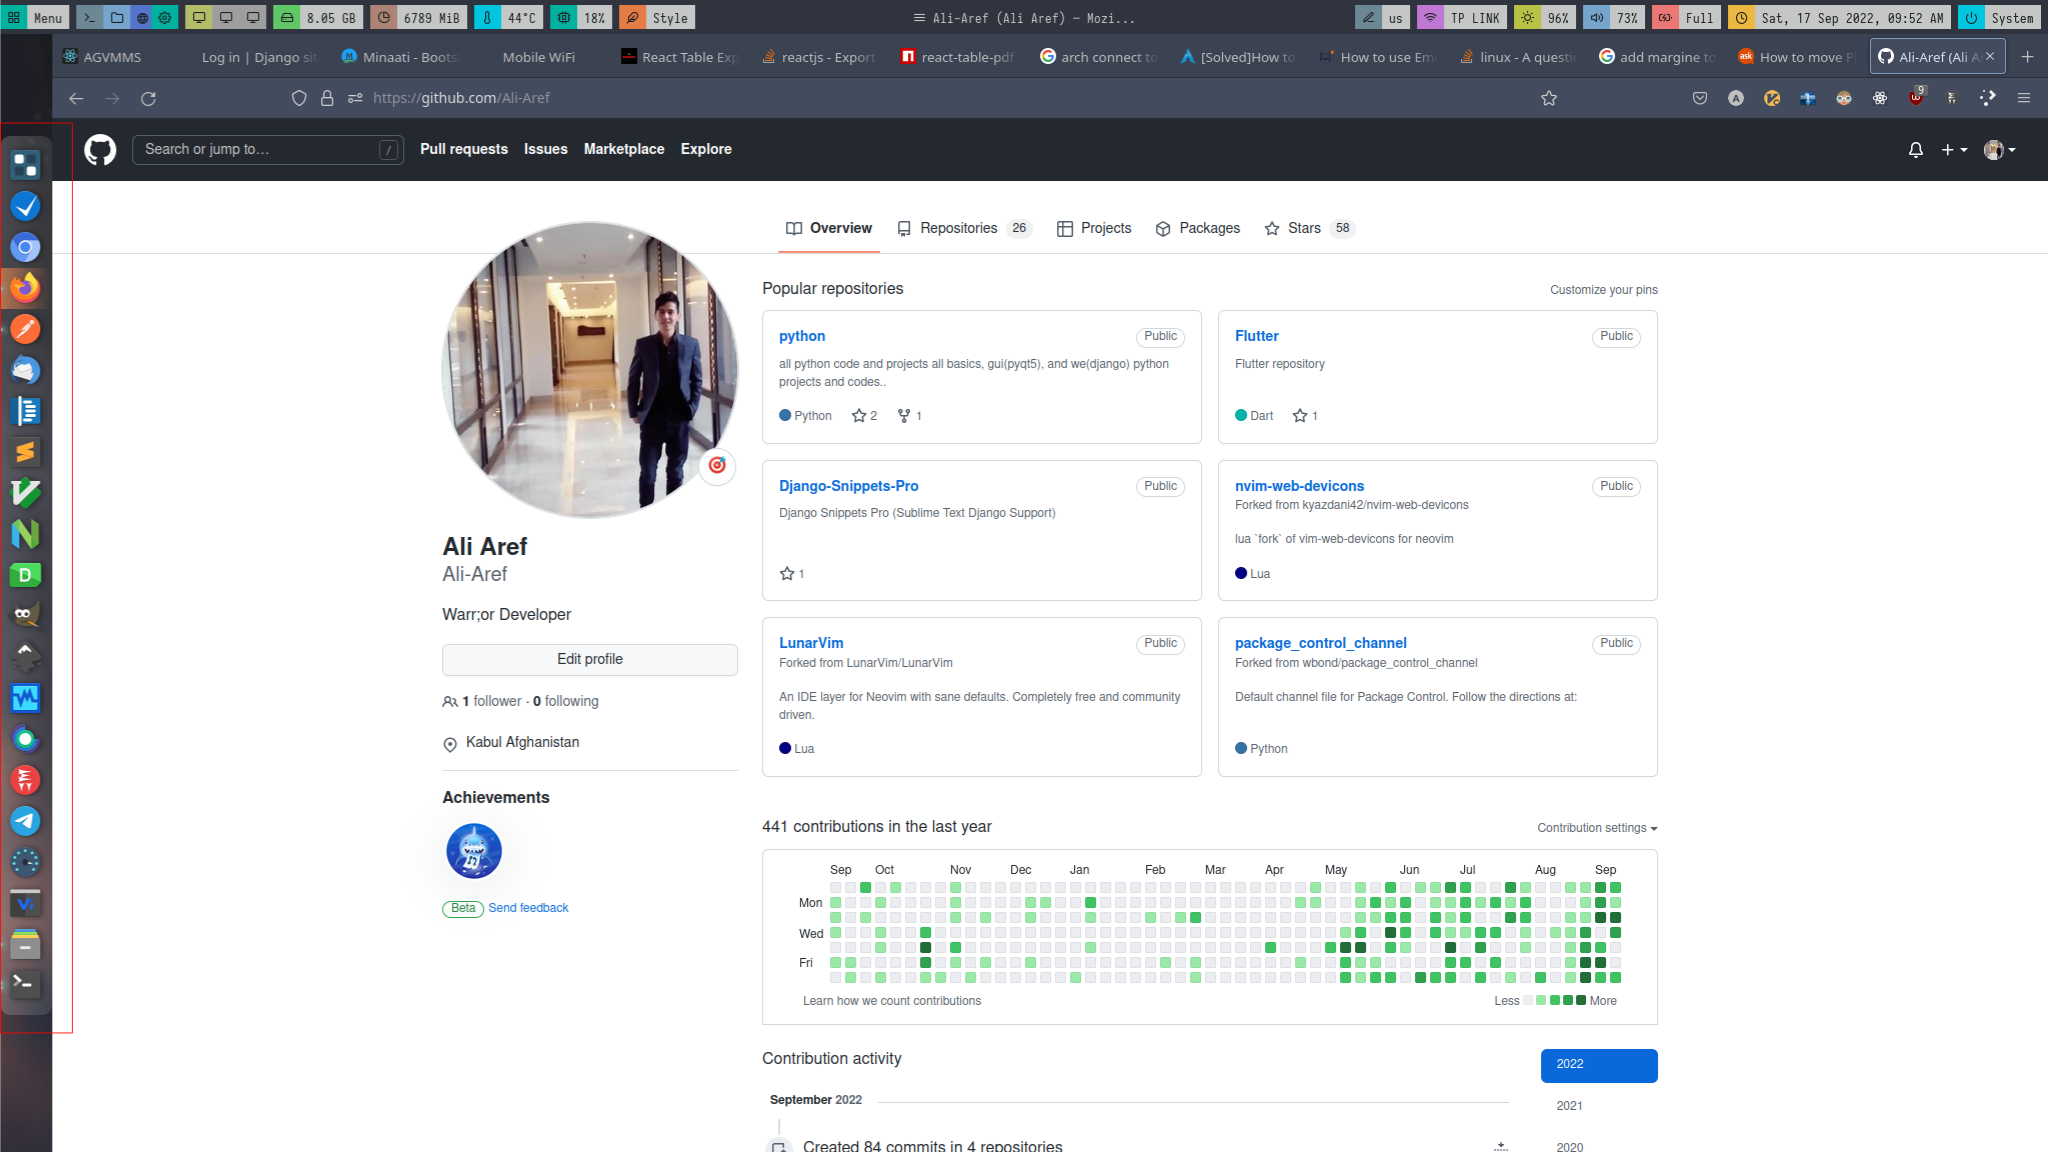 Menu 8.05 GB 6789 MiB 44°C 18% Style Ali-Aref (Ali Aref) — Mozi... us TP LINK 96% 73% Full Sat, 17 Sep 2022, 09:52 AM System
AGVMMS Log in | Django sit Minaati - Boots Mobile WiFi React Table Exp reactjs - Export react-table-pdf arch connect to [Solved]How to How to use Em linux - A questi add margine to How to move P Ali-Aref (Ali A
https://github.com/Ali-Aref 9
Search or jump to… / Pull requests Issues Marketplace Explore
Overview Repositories 26 Projects Packages Stars 58
Ali Aref
Ali-Aref
Warr;or Developer
Edit profile
1 follower · 0 following
Kabul Afghanistan
Achievements
Beta Send feedback
Popular repositories Customize your pins
python Public
all python code and projects all basics, gui(pyqt5), and we(django) python
projects and codes..
Python 2 1
Flutter Public
Flutter repository
Dart 1
Django-Snippets-Pro Public
Django Snippets Pro (Sublime Text Django Support)
1
nvim-web-devicons Public
Forked from kyazdani42/nvim-web-devicons
lua `fork` of vim-web-devicons for neovim
Lua
LunarVim Public
Forked from LunarVim/LunarVim
An IDE layer for Neovim with sane defaults. Completely free and community
driven.
Lua
package_control_channel Public
Forked from wbond/package_control_channel
Default channel file for Package Control. Follow the directions at:
Python
441 contributions in the last year Contribution settings
Sep Oct Nov Dec Jan Feb Mar Apr May Jun Jul Aug Sep
Mon
Wed
Fri
Learn how we count contributions Less More
Contribution activity
2022
2021
2020
September 2022
Created 84 commits in 4 repositories